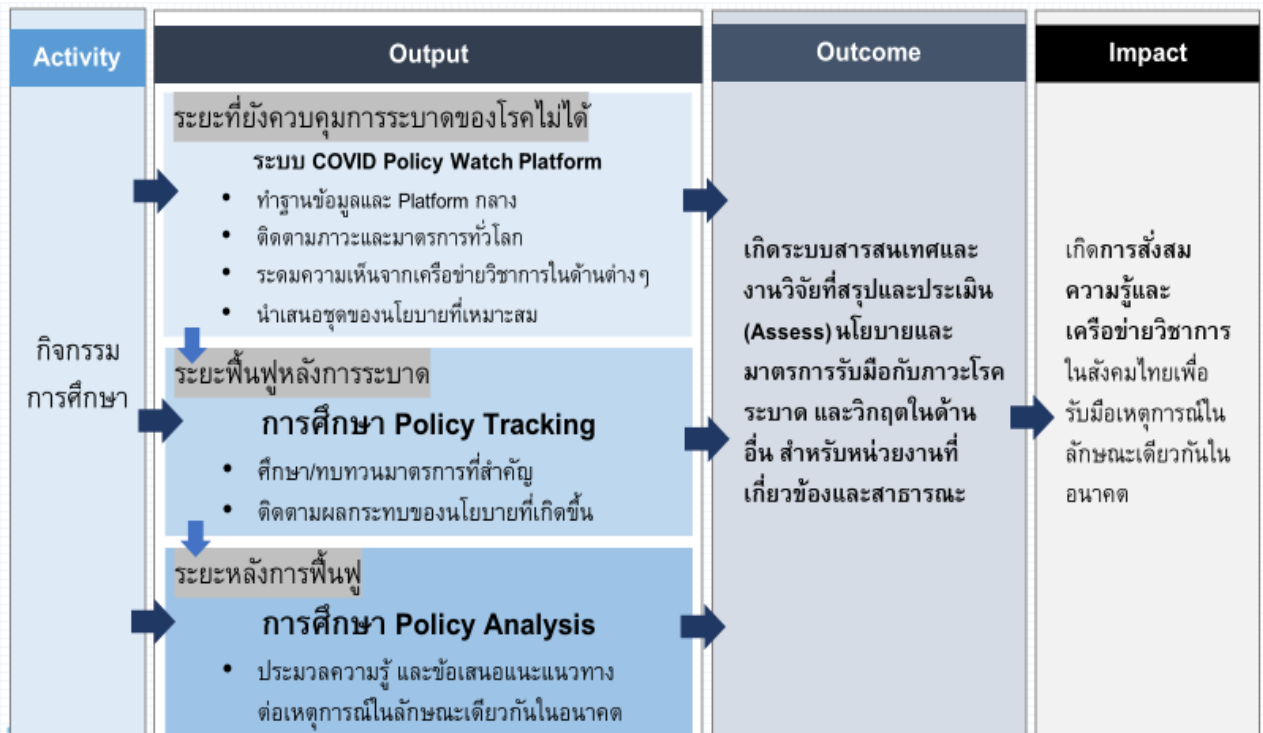 Activity
Output
Outcome
Impact
กิจกรรม
การศึกษา
ระยะที่ยังควบคุมการระบาดของโรคไม่ได้
ระบบ COVID Policy Watch Platform
• ทำฐานข้อมูลและ Platform กลาง
• ติดตามภาวะและมาตรการทั่วโลก
• ระดมความเห็นจากเครือข่ายวิชาการในด้านต่างๆ
• นำเสนอชุดของนโยบายที่เหมาะสม
ระยะฟื้นฟูหลังการระบาด
การศึกษา Policy Tracking
• ศึกษา/ทบทวนมาตรการที่สำคัญ
• ติดตามผลกระทบของนโยบายที่เกิดขึ้น
ระยะหลังการฟื้นฟู
การศึกษา Policy Analysis
• ประมวลความรู้ และข้อเสนอแนะแนวทาง
ต่อเหตุการณ์ในลักษณะเดียวกันในอนาคต
เกิดระบบสารสนเทศและ
งานวิจัยที่สรุปและประเมิน
(Assess) นโยบายและ
มาตรการรับมือกับภาวะโรค
ระบาด และวิกฤตในด้าน
อื่น สำหรับหน่วยงานที่
เกี่ยวข้องและสาธารณะ
เกิดการสั่งสม
ความรู้และ
เครือข่ายวิชาการ
ในสังคมไทยเพื่อ
รับมือเหตุการณ์ใน
ลักษณะเดียวกันใน
อนาคต